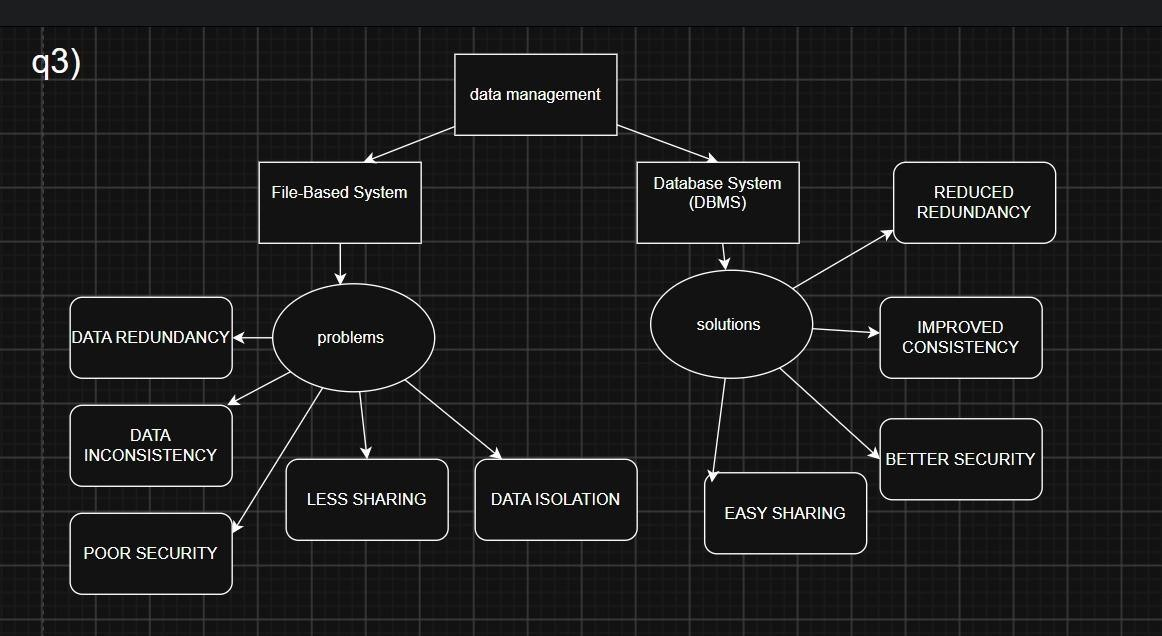 q3)
data management
File-Based System
Database System
(DBMS)
REDUCED
REDUNDANCY
problems
solutions
DATA REDUNDANCY
IMPROVED
CONSISTENCY
DATA
INCONSISTENCY
BETTER SECURITY
LESS SHARING
DATA ISOLATION
EASY SHARING
POOR SECURITY